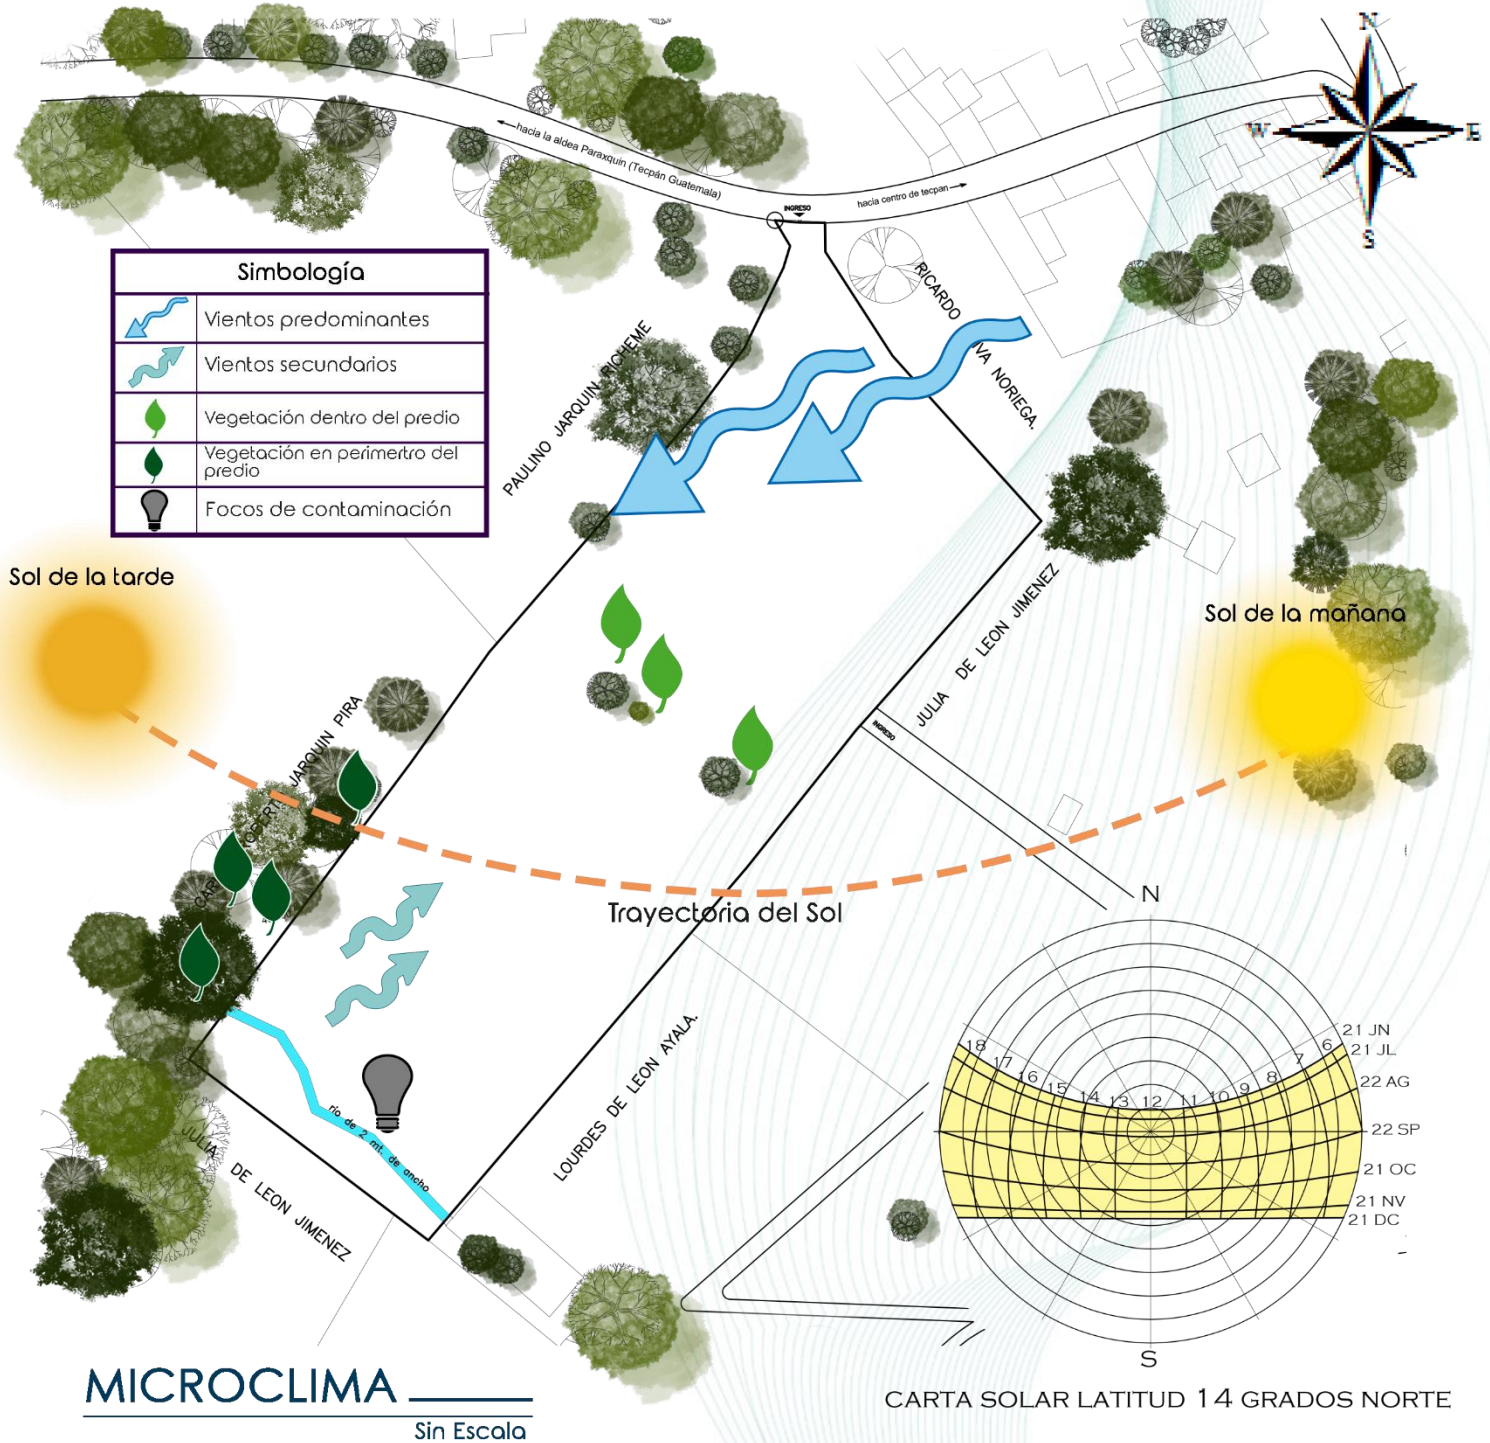 N
W
E
S
hacia la aldea Paraxquin (Tecpán Guatemala)
hacia centro de tecpan
INGRESO
Simbología
Vientos predominantes
Vientos secundarios
Vegetación dentro del predio
Vegetación en perimertro del
predio
Focos de contaminación
PAULINO JARQUIN RICHEME
RICARDO
NORIEGA.
Sol de la tarde
Sol de la mañana
JULIA DE LEON JIMENEZ
INGRESO
JARQUIN PIRA
Trayectoria del Sol
LOURDES DE LEON AYALA.
rio de 2 mt. de ancho
JULIA DE LEON JIMENEZ
N
18 17 16 15 14 13 12 11 10 9 8 7 6
21 JN
21 JL
22 AG
22 SP
21 OC
21 NV
21 DC
S
CARTA SOLAR LATITUD 14 GRADOS NORTE
MICROCLIMA
Sin Escala